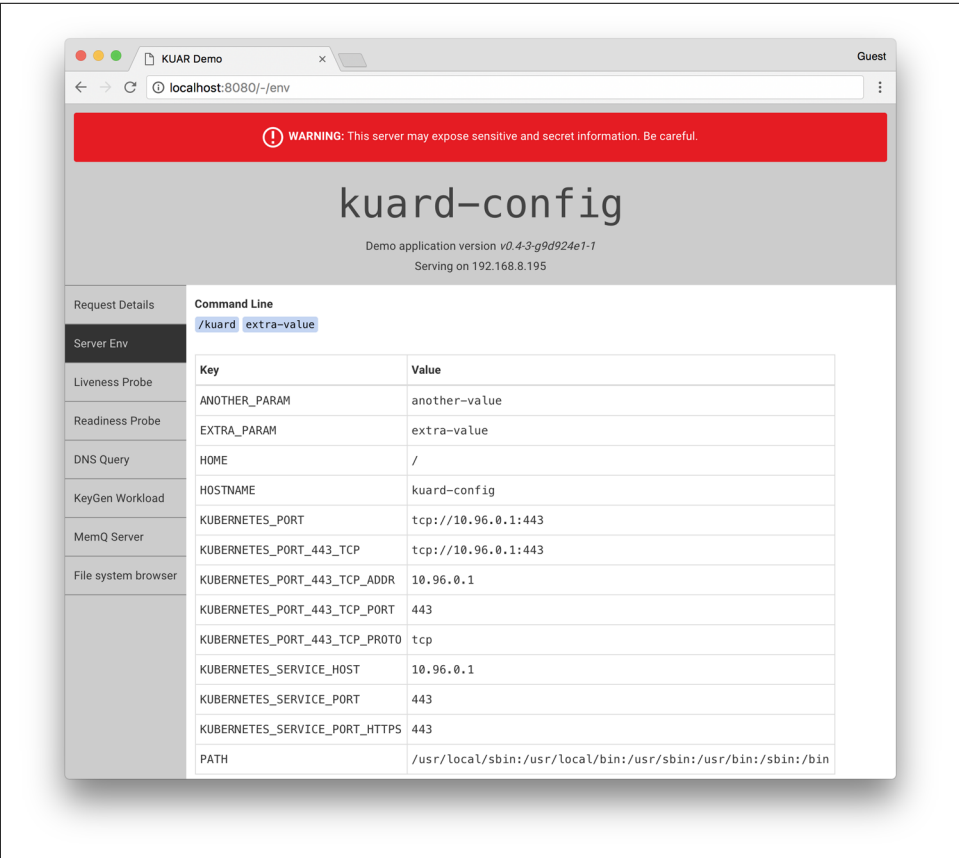 KUAR Demo
Guest
localhost:8080/-/env
WARNING: This server may expose sensitive and secret information. Be careful.
kuard-config
Demo application version v0.4-3-g9d924e1-1
Serving on 192.168.8.195
Request Details
Server Env
Liveness Probe
Readiness Probe
DNS Query
KeyGen Workload
MemQ Server
File system browser
Command Line
/kuard extra-value
Key Value
ANOTHER_PARAM another-value
EXTRA_PARAM extra-value
HOME /
HOSTNAME kuard-config
KUBERNETES_PORT tcp://10.96.0.1:443
KUBERNETES_PORT_443_TCP tcp://10.96.0.1:443
KUBERNETES_PORT_443_TCP_ADDR 10.96.0.1
KUBERNETES_PORT_443_TCP_PORT 443
KUBERNETES_PORT_443_TCP_PROTO tcp
KUBERNETES_SERVICE_HOST 10.96.0.1
KUBERNETES_SERVICE_PORT 443
KUBERNETES_SERVICE_PORT_HTTPS 443
PATH /usr/local/sbin:/usr/local/bin:/usr/sbin:/usr/bin:/sbin:/bin